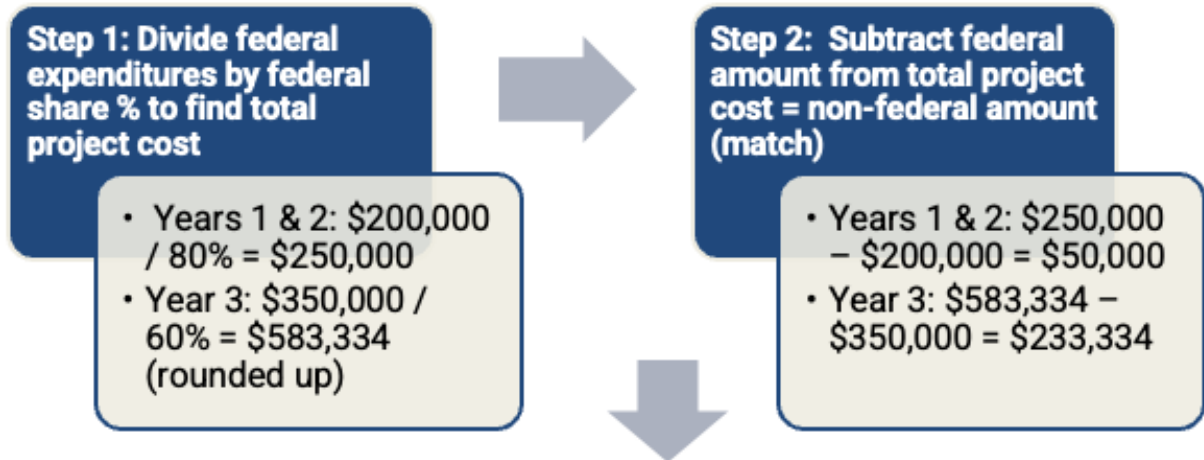 Step 1: Divide federal
expenditures by federal
share % to find total
project cost
• Years 1 & 2: $200,000
/ 80% = $250,000
• Year 3: $350,000 /
60% = $583,334
(rounded up)
Step 2: Subtract federal
amount from total project
cost = non-federal amount
(match)
• Years 1 & 2: $250,000
– $200,000 = $50,000
• Year 3: $583,334 –
$350,000 = $233,334